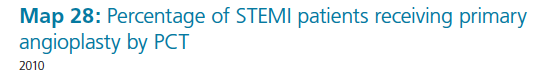 Map 28: Percentage of STEMI patients receiving primary
angioplasty by PCT
2010